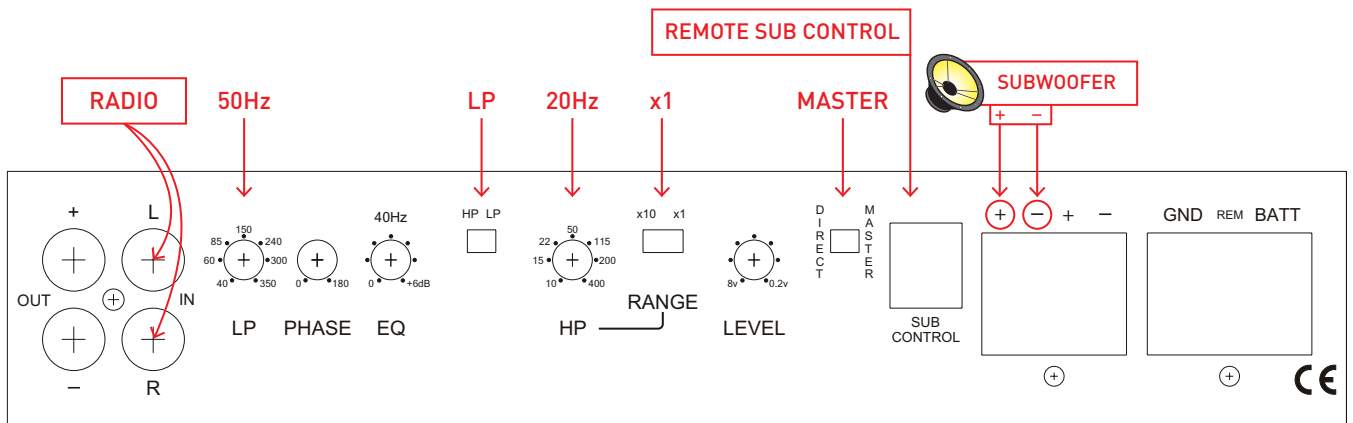 REMOTE SUB CONTROL
RADIO
50Hz
LP
20Hz
x1
MASTER
SUBWOOFER
+ −
+
L
OUT
IN
−
R
150
85 240
60 300
40 350
LP
0 180
PHASE
40Hz
0 +6dB
EQ
HP LP
50
22 115
15 200
10 400
HP
x10 x1
RANGE
8v 0.2v
LEVEL
DIRECT
MASTER
SUB
CONTROL
+ − + −
GND REM BATT
CE